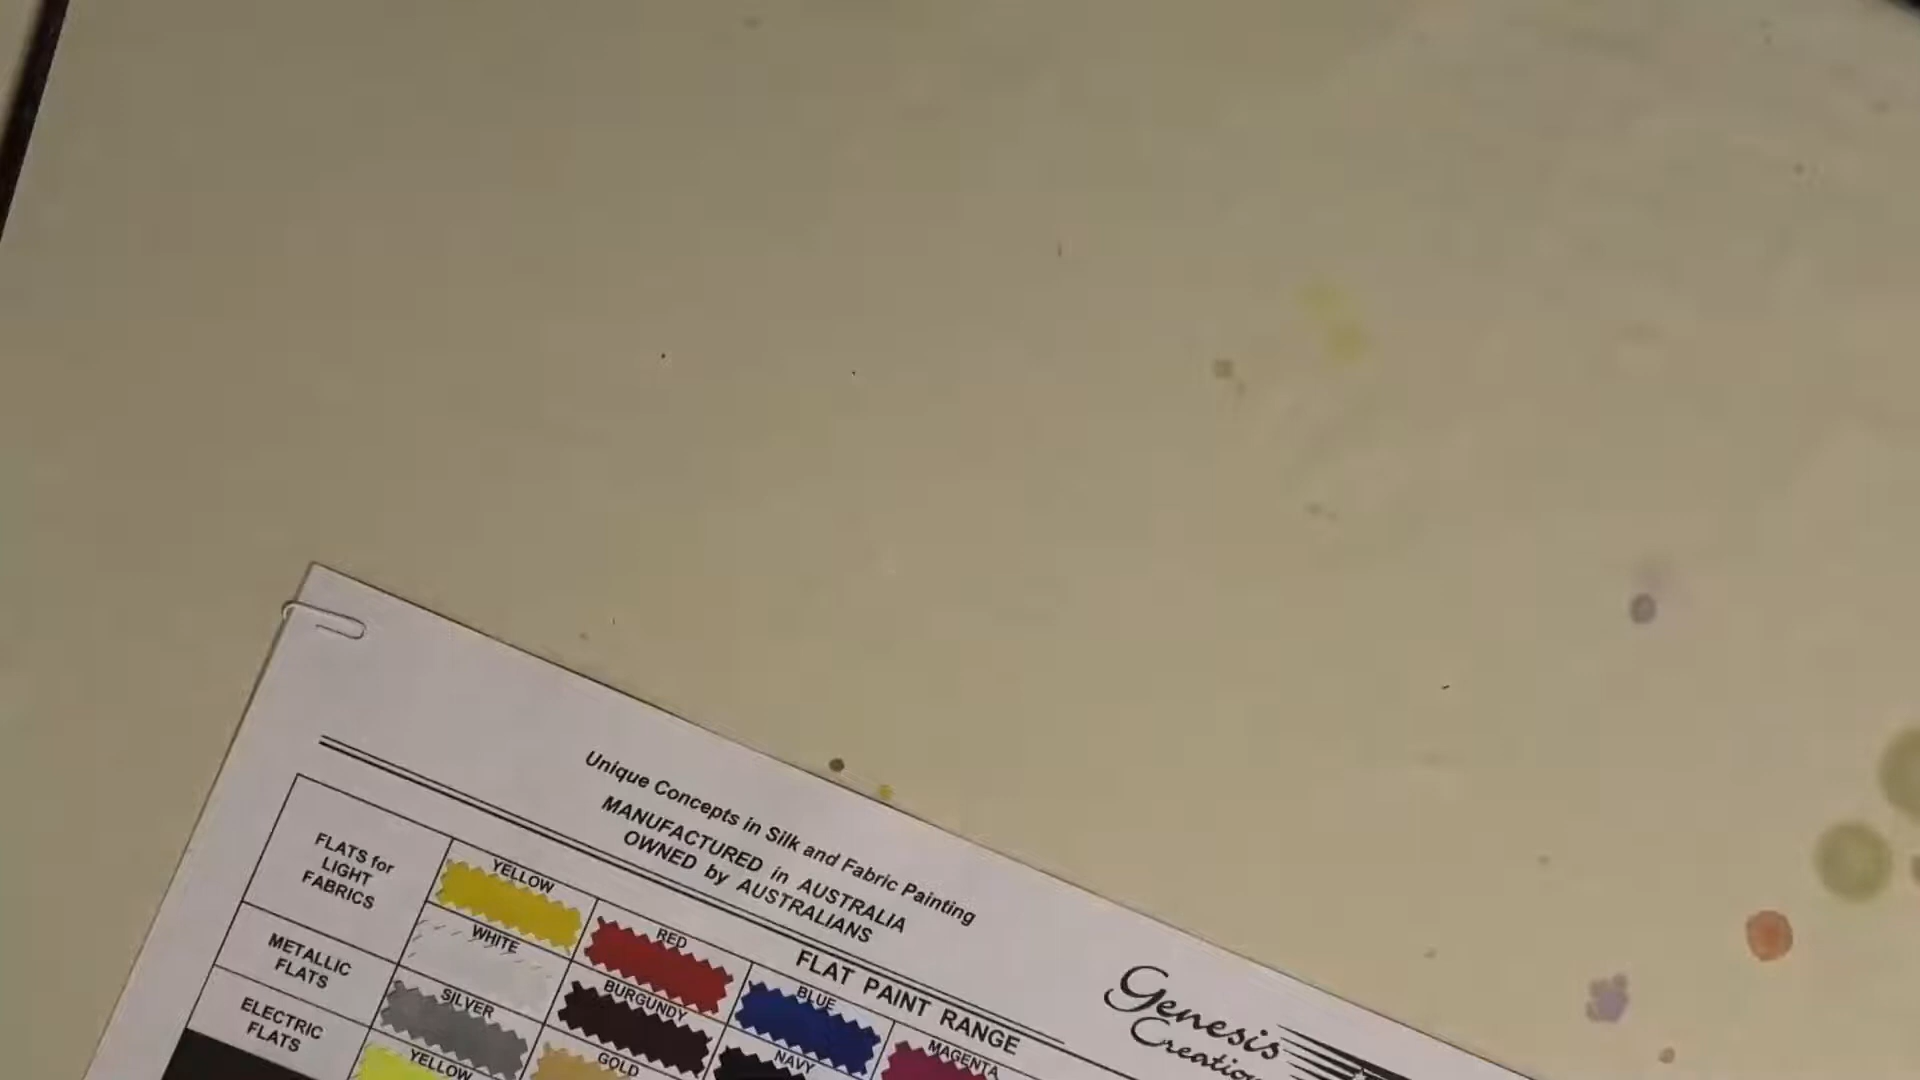 Unique Concepts in Silk and Fabric Painting
MANUFACTURED in AUSTRALIA
OWNED by AUSTRALIANS
Genesis
FLAT PAINT RANGE
FLATS for
LIGHT
FABRICS
YELLOW
RED
BLUE
MAGENTA
WHITE
BURGUNDY
NAVY
METALLIC
FLATS
SILVER
GOLD
ELECTRIC
FLATS
YELLOW